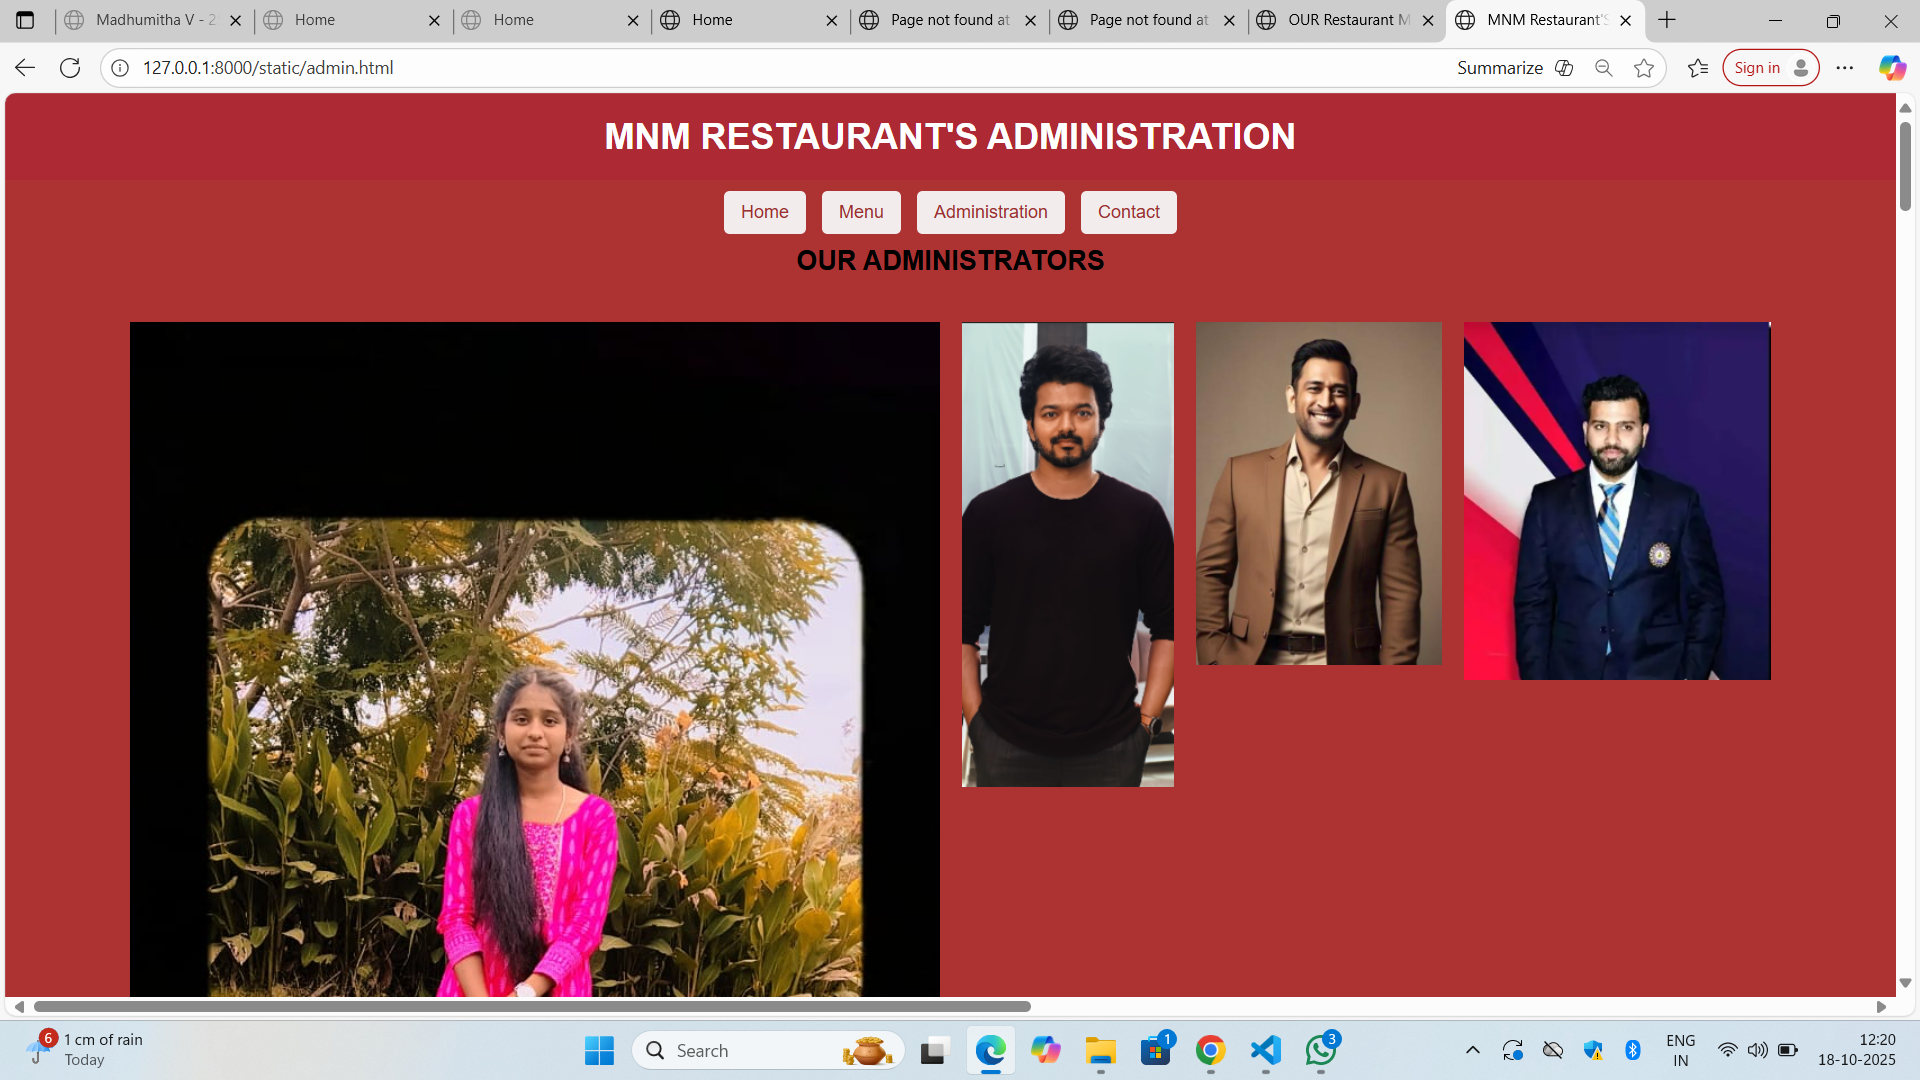 Madhumitha V - 2
Home
Home
Home
Page not found at
Page not found at
OUR Restaurant M
MNM Restaurant'S
127.0.0.1:8000/static/admin.html
Summarize
Sign in
MNM RESTAURANT'S ADMINISTRATION
Home
Menu
Administration
Contact
OUR ADMINISTRATORS
6
1 cm of rain
Today
Search
1
3
ENG
IN
12:20
18-10-2025